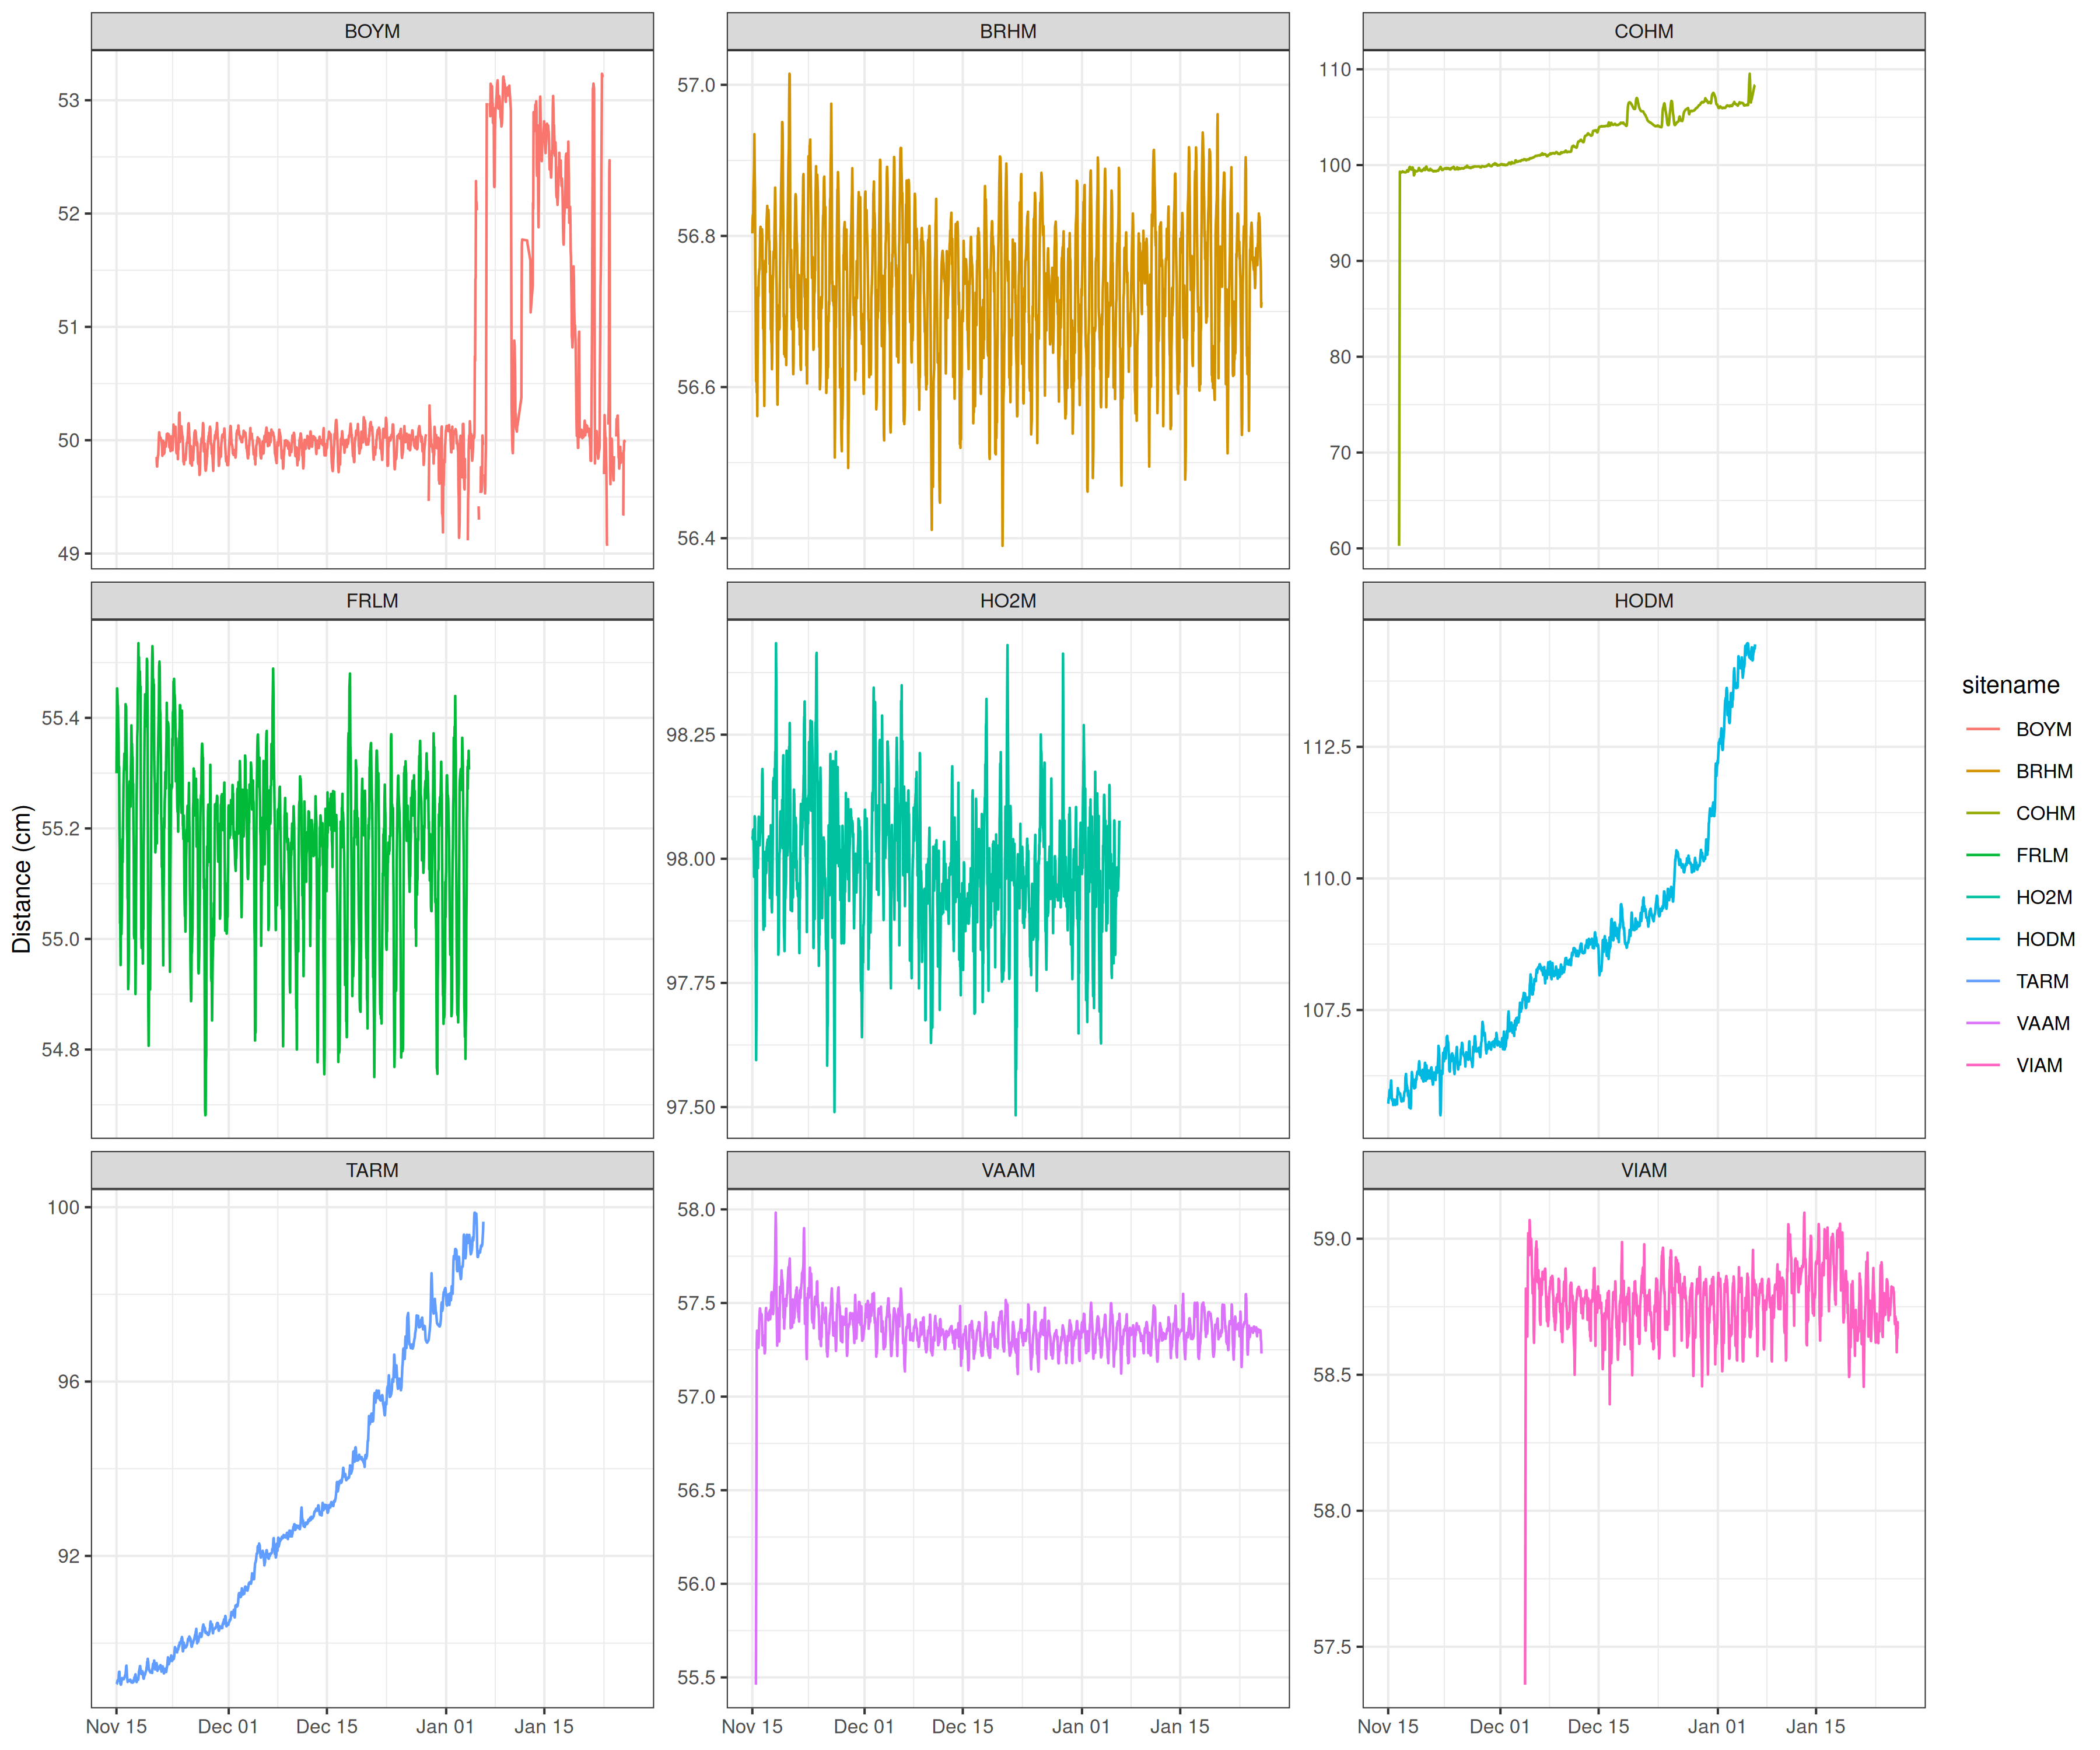 BOYM
BRHM
COHM
53
52
51
50
49
57.0
56.8
56.6
56.4
110
100
90
80
70
60
FRLM
HO2M
HODM
55.4
55.2
55.0
54.8
98.25
98.00
97.75
97.50
112.5
110.0
107.5
TARM
VAAM
VIAM
100
96
92
58.0
57.5
57.0
56.5
56.0
55.5
59.0
58.5
58.0
57.5
Nov 15 Dec 01 Dec 15 Jan 01 Jan 15
Nov 15 Dec 01 Dec 15 Jan 01 Jan 15
Nov 15 Dec 01 Dec 15 Jan 01 Jan 15
Distance (cm)
sitename
BOYM
BRHM
COHM
FRLM
HO2M
HODM
TARM
VAAM
VIAM